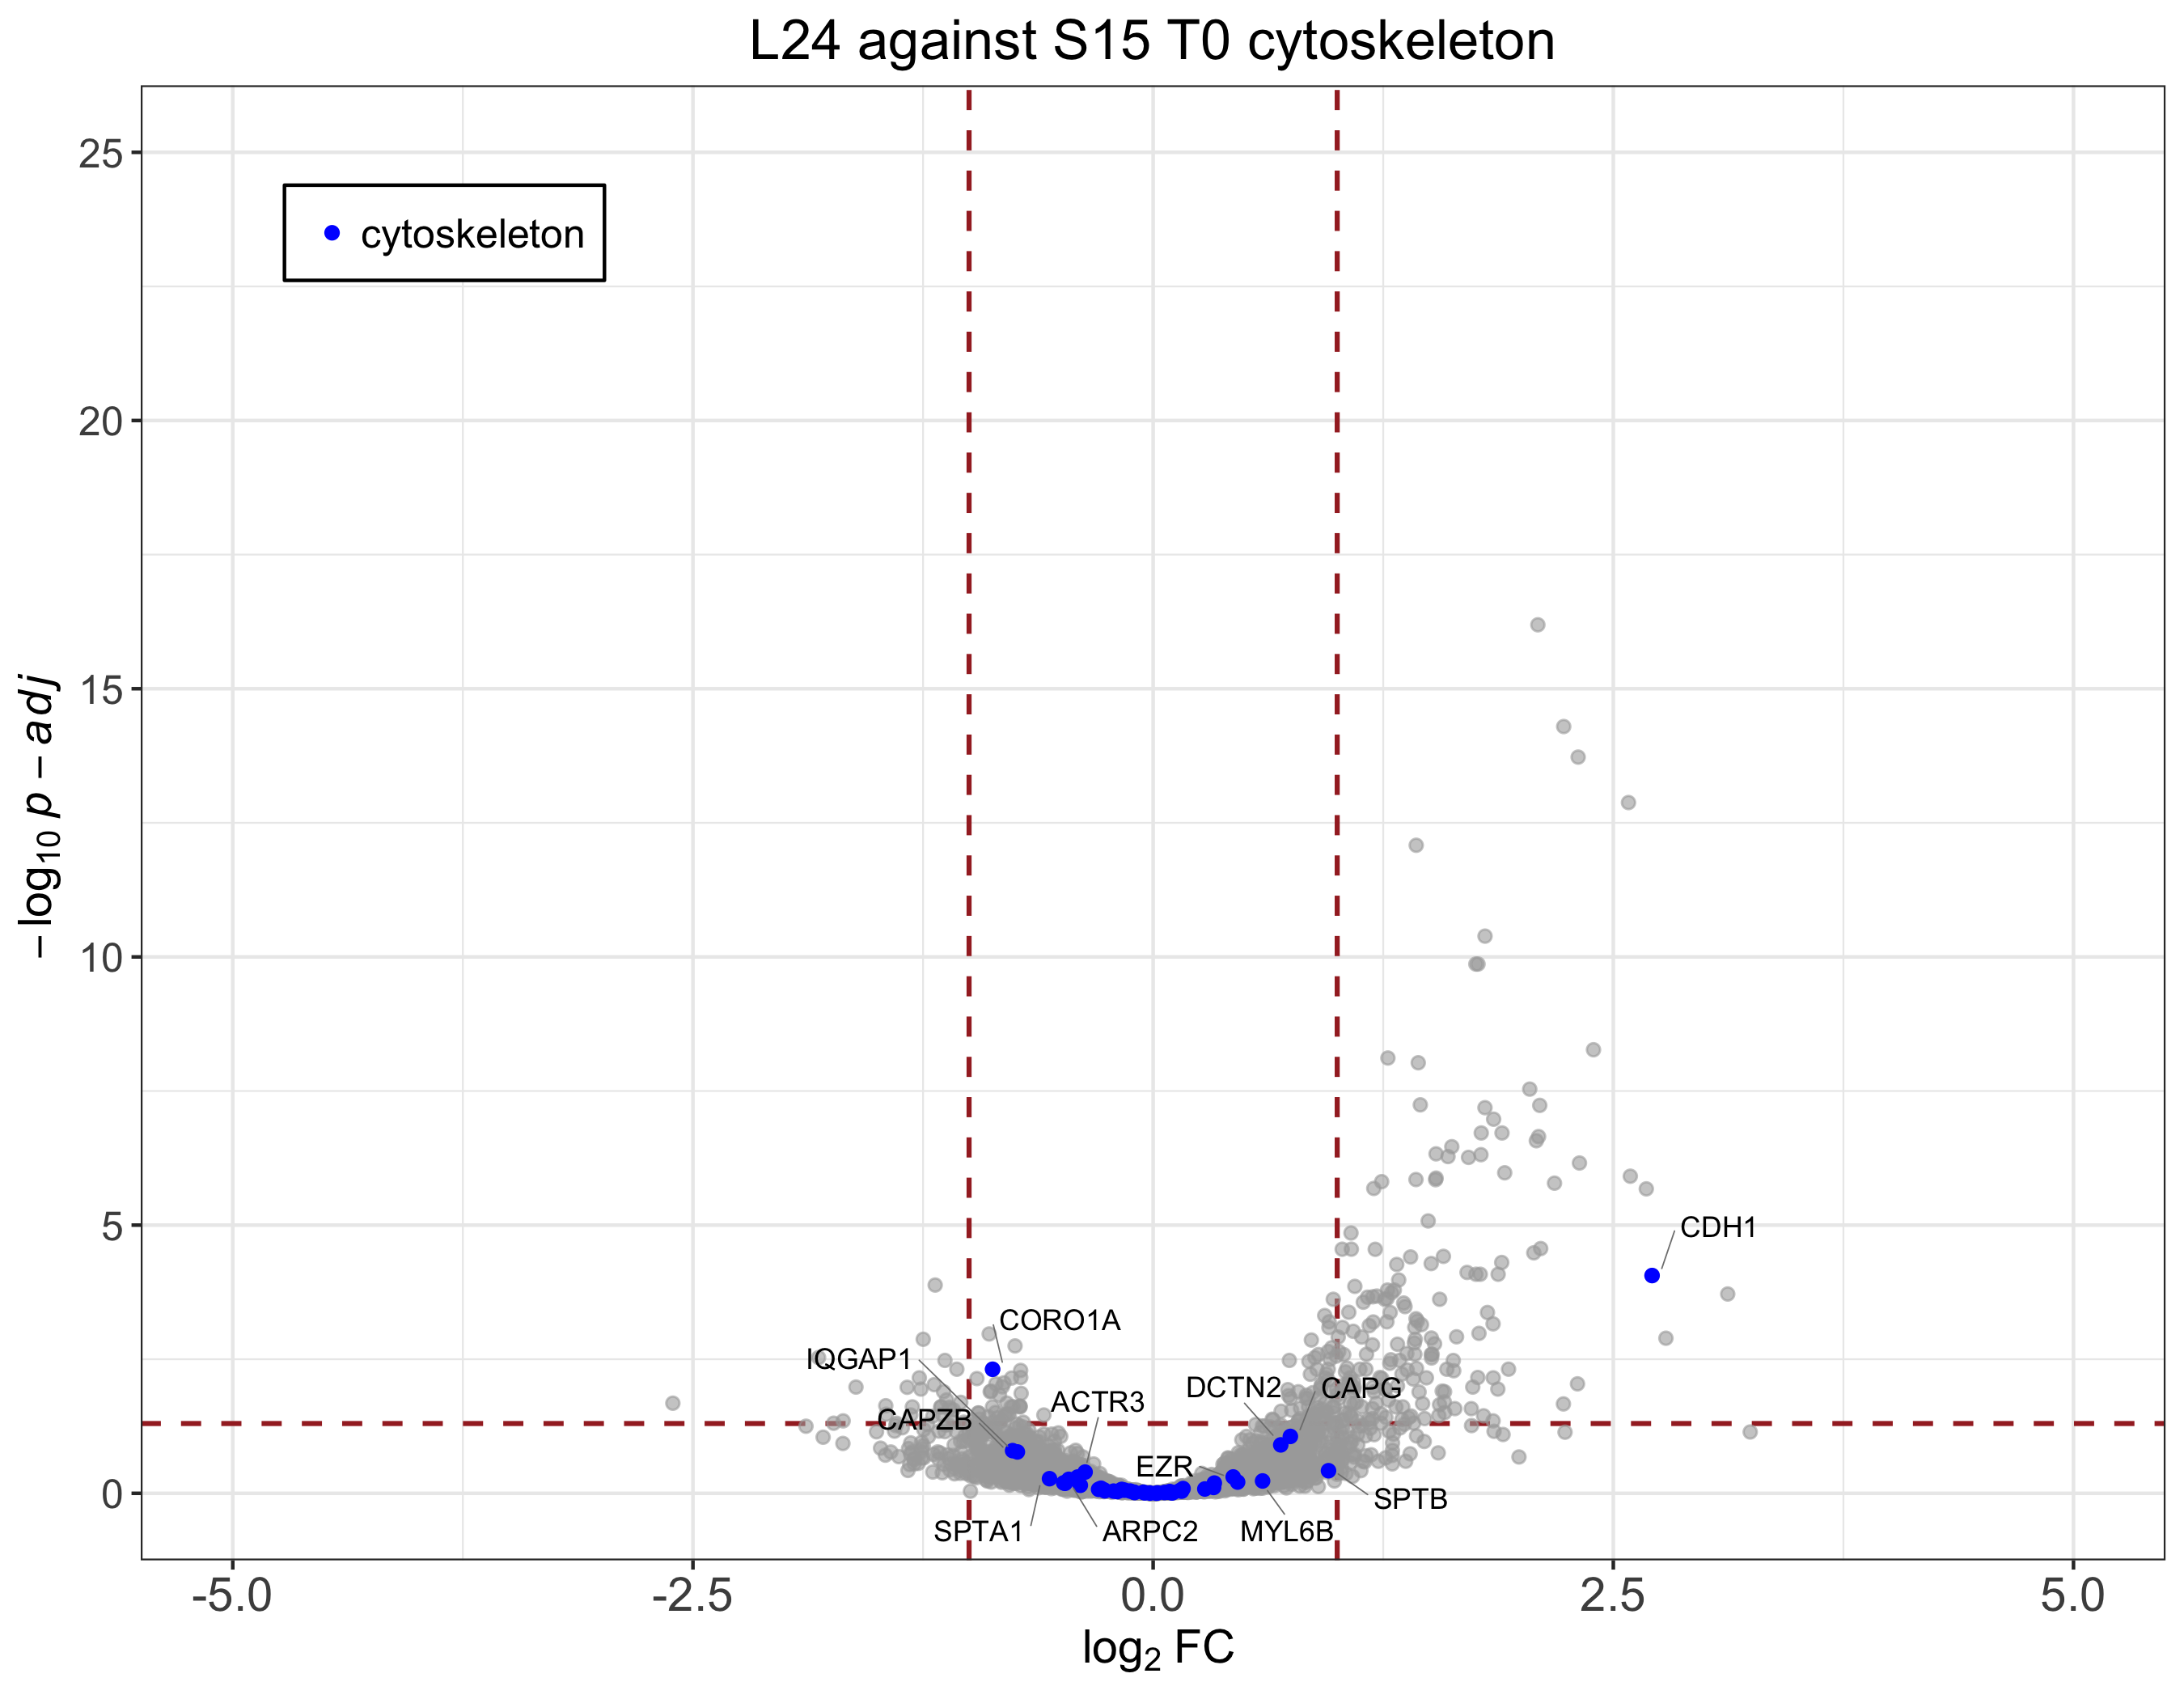 L24 against S15 T0 cytoskeleton
25
cytoskeleton
20
15
10
5
0
−log10 p − adj
CDH1
CORO1A
IQGAP1
ACTR3
DCTN2
CAPG
CAPZB
EZR
SPTB
SPTA1
ARPC2
MYL6B
-5.0
-2.5
0.0
2.5
5.0
log2 FC